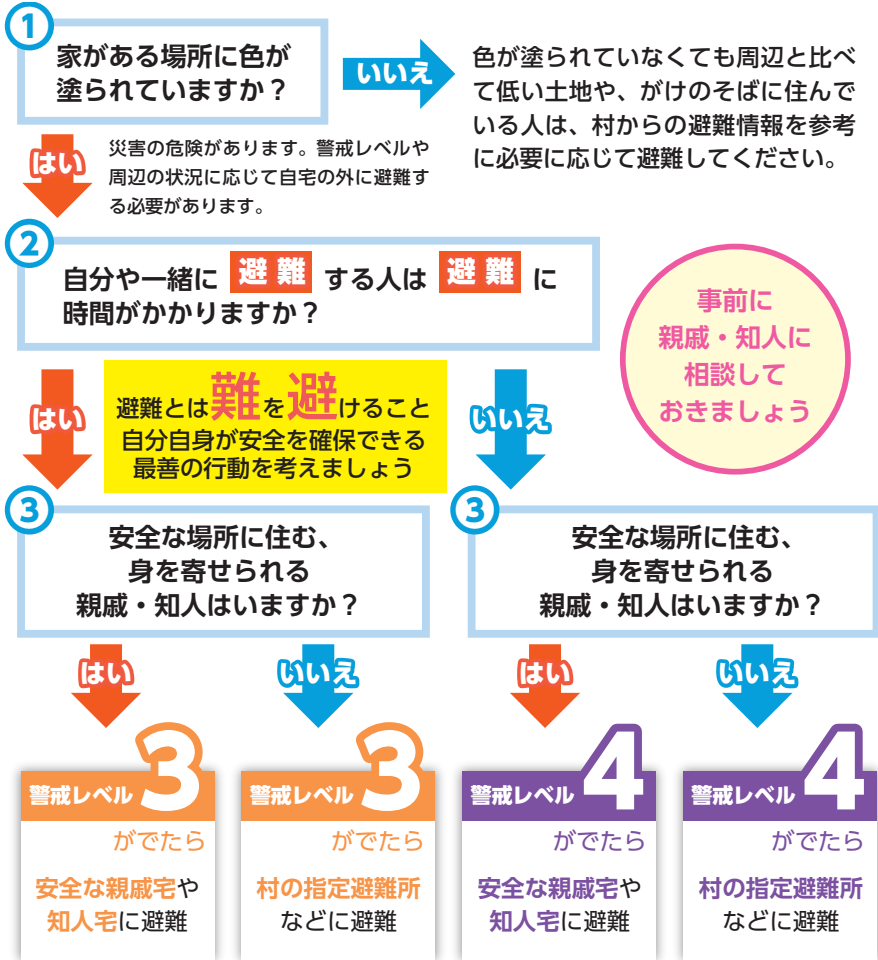 1
家がある場所に色が
塗られていますか？
いいえ
色が塗られていなくても周辺と比べ
て低い土地や、がけのそばに住んで
いる人は、村からの避難情報を参考
に必要に応じて避難してください。
はい
災害の危険があります。警戒レベルや
周辺の状況に応じて自宅の外に避難す
る必要があります。
2
自分や一緒に 避難 する人は 避難 に
時間がかかりますか？
事前に
親戚・知人に
相談して
おきましょう
はい
避難とは難を避けること
自分自身が安全を確保できる
最善の行動を考えましょう
いいえ
3
安全な場所に住む、
身を寄せられる
親戚・知人はいますか？
3
安全な場所に住む、
身を寄せられる
親戚・知人はいますか？
はい
いいえ
はい
いいえ
警戒レベル3
がでたら
安全な親戚宅や
知人宅に避難
警戒レベル3
がでたら
村の指定避難所
などに避難
警戒レベル4
がでたら
安全な親戚宅や
知人宅に避難
警戒レベル4
がでたら
村の指定避難所
などに避難